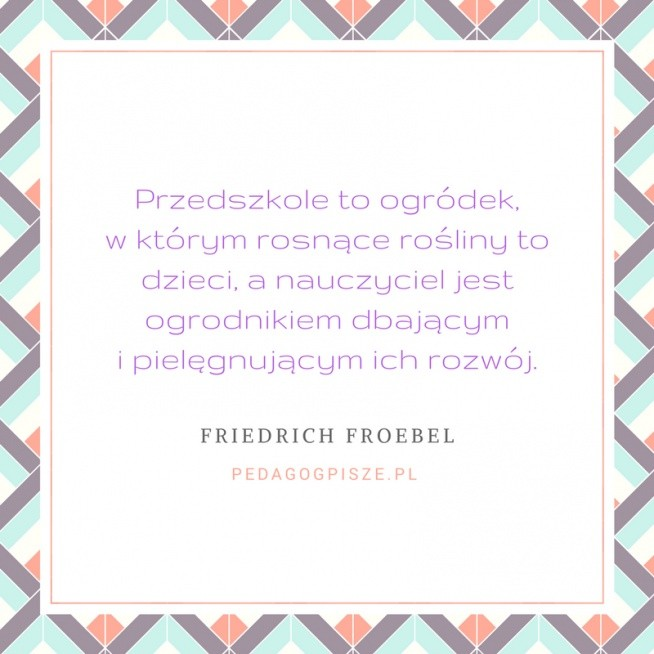 Przedszkole to ogródek,
w którym rosnące rośliny to
dzieci, a nauczyciel jest
ogrodnikiem dbającym
i pielęgnującym ich rozwój.
FRIEDRICH FROEBEL
PEDAGOGPISZE.PL